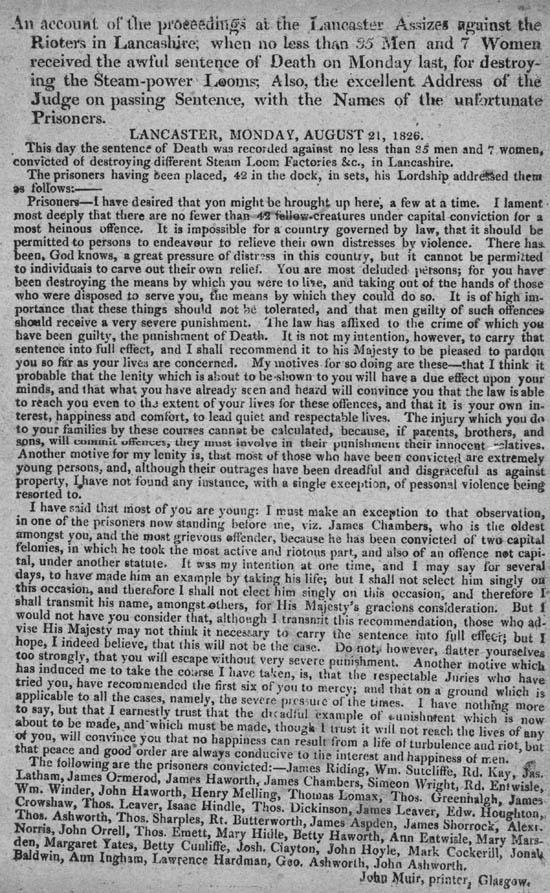 An account of the proceedings at the Lancaster Assizes against the
Rioters in Lancashire; when no less than 35 Men and 7 Women
received the awful sentence of Death on Monday last, for destroy-
ing the Steam-power Looms; Also, the excellent Address of the
Judge on passing Sentence, with the Names of the unfortunate
Prisoners.
LANCASTER, MONDAY, AUGUST 21, 1826.
This day the sentence of Death was recorded against no less than 35 men and 7 women,
convicted of destroying different Steam Loom Factories &c., in Lancashire.
The prisoners having been placed, 42 in the dock, in sets, his Lordship addressed them
as follows:——
Prisoners—I have desired that yon might be hrought up here, a few at a time. I lament
most deeply that there are no fewer than 42 fellow-creatures under capital conviction for a
most heinous offence. It is impossible for a country governed by law, that it should be
permitted to persons to endeavour to relieve their own distresses by violence. There has
been, God knows, a great pressure of distress in this country, but it cannot be permitted
to individuals to carve out their own relief. You are most deluded persons; for you have
been destroying the means by which you were to live, and taking out of the hands of those
who were disposed to serve you, the means by which they could do so. It is of high im-
portance that these things should not be tolerated, and that men guilty of such offences
should receive a very severe punishment. The law has affixed to the crime of which you
have been guilty, the punishment of Death. It is not my intention, however, to carry that
sentence into full effect, and I shall recommend it to his Majesty to be pleased to pardon
you so far as your lives are concerned. My motives for so doing are these—that I think it
probable that the lenity which is about to be shown to you will have a due effect upon your
minds, and that what you have already seen and heard will convince you that the law is able
to reach you even to the extent of your lives for these offences, and that it is your own in-
terest, happiness and comfort, to lead quiet and respectable lives. The injury which you do
to your families by these courses cannot be calculated, because, if parents, brothers, and
sons, will commit offences, they must involve in their punishment their innocent relatives.
Another motive for my lenity is, that most of those who have been convicted are extremely
young persons, and, although their outrages have been dreadful and disgraceful as against
property, I have not found any instance, with a single exception, of pessonal violence being
resorted to.
I have said that most of you are young: I must make an exception to that observation,
in one of the prisoners now standing before me, viz. James Chambers, who is the oldest
amongst you, and the most grievous offender, because he has been convicted of two capital
felonies, in which he took the most active and riotous part, and also of an offence not capi-
tal, under another statute. It was my intention at one time, and I may say for several
days, to have made him an example by taking his life; but I shall not select him singly on
this occasion, and therefore I shall not elect him singly on this occasion, and therefore I
shall transmit his name, amongst others, for His Majesty's gracions consideration. But I
would not have you consider that, although I transmit this recommendation, those who ad-
vise His Majesty may not think it necessary to carry the sentence into full effect; but I
hope, I indeed believe, that this will not be the case. Do not, however, flatter yourselves
too strongly, that you will escape without very severe punishment. Another motive which
has induced me to take the course I have taken, is, that the respectable Juries who have
tried you, have recommended the first six of you to mercy; and that on a ground which is
applicable to all the cases, namely, the severe pressure of the times. I have nothing more
to say, but that I earnestly trust that the dreadful example of punishment which is now
about to be made, and which must be made, though I trust it will not reach the lives of any
of you, will convince you that no happiness can result from a life of turbulence and riot, but
that peace and good order are always conducive to the interest and happiness of men.
The following are the prisoners convicted:—James Riding, Wm. Sutcliffe, Rd. Kay, Jas.
Latham, James Ormerod, James Haworth, James Chambers, Simeon Wright, Rd. Entwisle,
Wm. Winder, John Haworth, Henry Melling, Thomas Lomax, Thos. Greenhalgh, James
Crowshaw, Thos. Leaver, Isaac Hindle, Thos. Dickinson, James Leaver, Edw. Houghton,
Thos. Ashworth, Thos. Sharples, Rt. Butterworth, James Aspden, James Shorrock, Alexr.
Norris, John Orrell, Thos. Emett, Mary Hidle, Betty Haworth, Ann Entwisle, Mary Mars-
den, Margaret Yates, Betty Cunliffe, Josh. Clayton, John Hoyle, Mark Cockerill, Jonah
Baldwin, Ann Ingham, Lawrence Hardman, Geo. Ashworth, John Ashworth.
John Muir, printer, Glasgow.